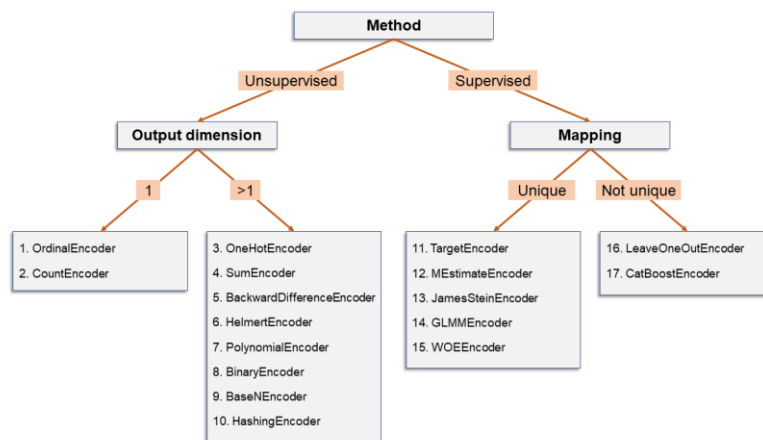 Method
Unsupervised
Supervised
Output dimension
Mapping
1
>1
Unique
Not unique
1. OrdinalEncoder
2. CountEncoder
3. OneHotEncoder
4. SumEncoder
5. BackwardDifferenceEncoder
6. HelmertEncoder
7. PolynomialEncoder
8. BinaryEncoder
9. BaseNEncoder
10. HashingEncoder
11. TargetEncoder
12. MEstimateEncoder
13. JamesSteinEncoder
14. GLMMEncoder
15. WOEEncoder
16. LeaveOneOutEncoder
17. CatBoostEncoder